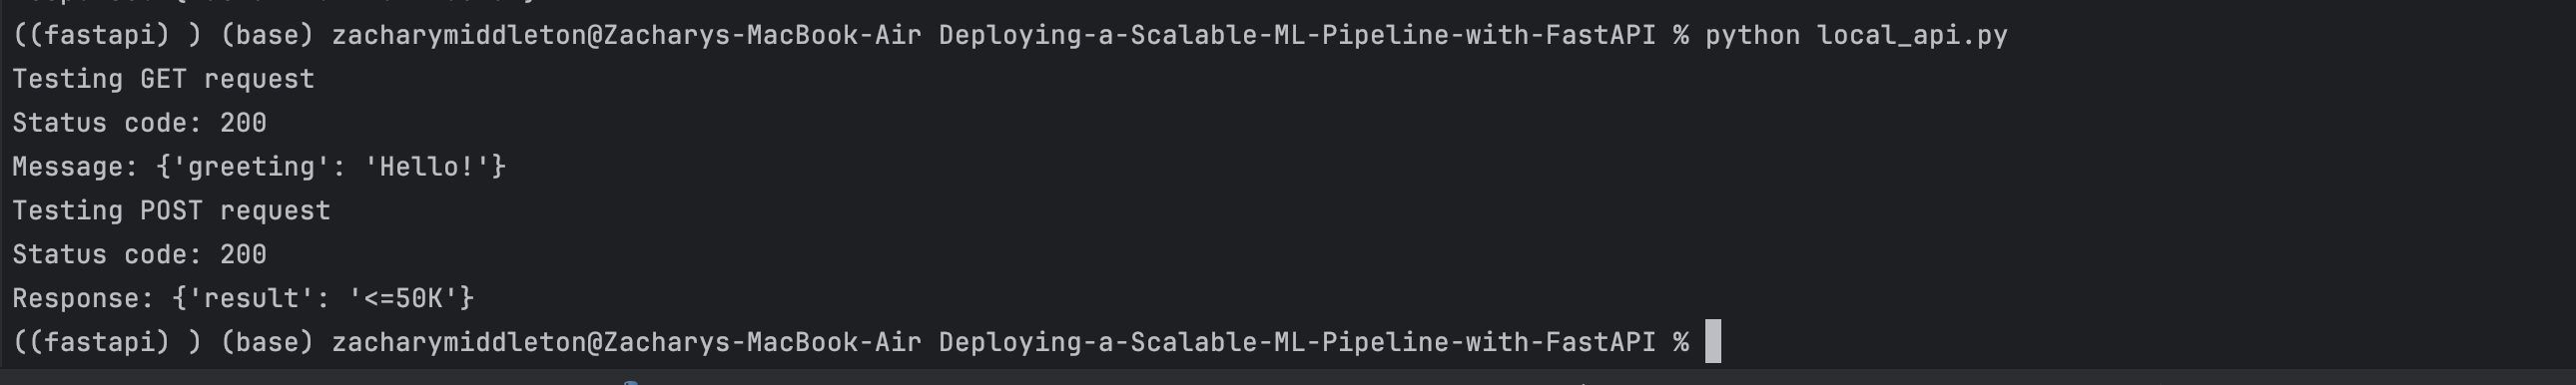 ((fastapi) ) (base) zacharymiddleton@Zacharys-MacBook-Air Deploying-a-Scalable-ML-Pipeline-with-FastAPI % python local_api.py
Testing GET request
Status code: 200
Message: {'greeting': 'Hello!'}
Testing POST request
Status code: 200
Response: {'result': '<=50K'}
((fastapi) ) (base) zacharymiddleton@Zacharys-MacBook-Air Deploying-a-Scalable-ML-Pipeline-with-FastAPI %